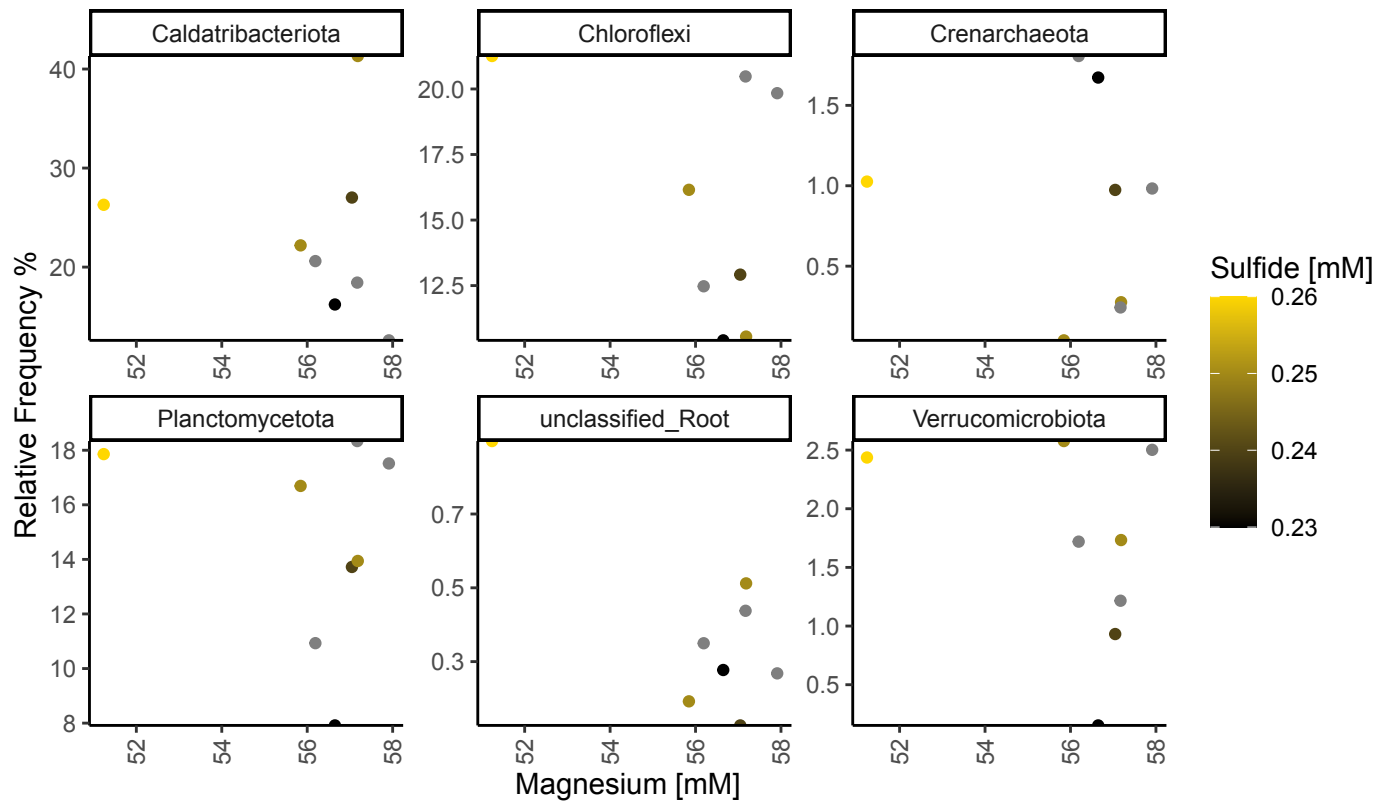 Caldatribacteriota Chloroflexi Crenarchaeota
40
30
20
20.0
17.5
15.0
12.5
1.5
1.0
0.5
52 54 56 58
52 54 56 58
52 54 56 58
Planctomycetota unclassified_Root Verrucomicrobiota
18
16
14
12
10
8
0.7
0.5
0.3
2.5
2.0
1.5
1.0
0.5
52 54 56 58
52 54 56 58
52 54 56 58
Relative Frequency %
Magnesium [mM]
Sulfide [mM]
0.26
0.25
0.24
0.23